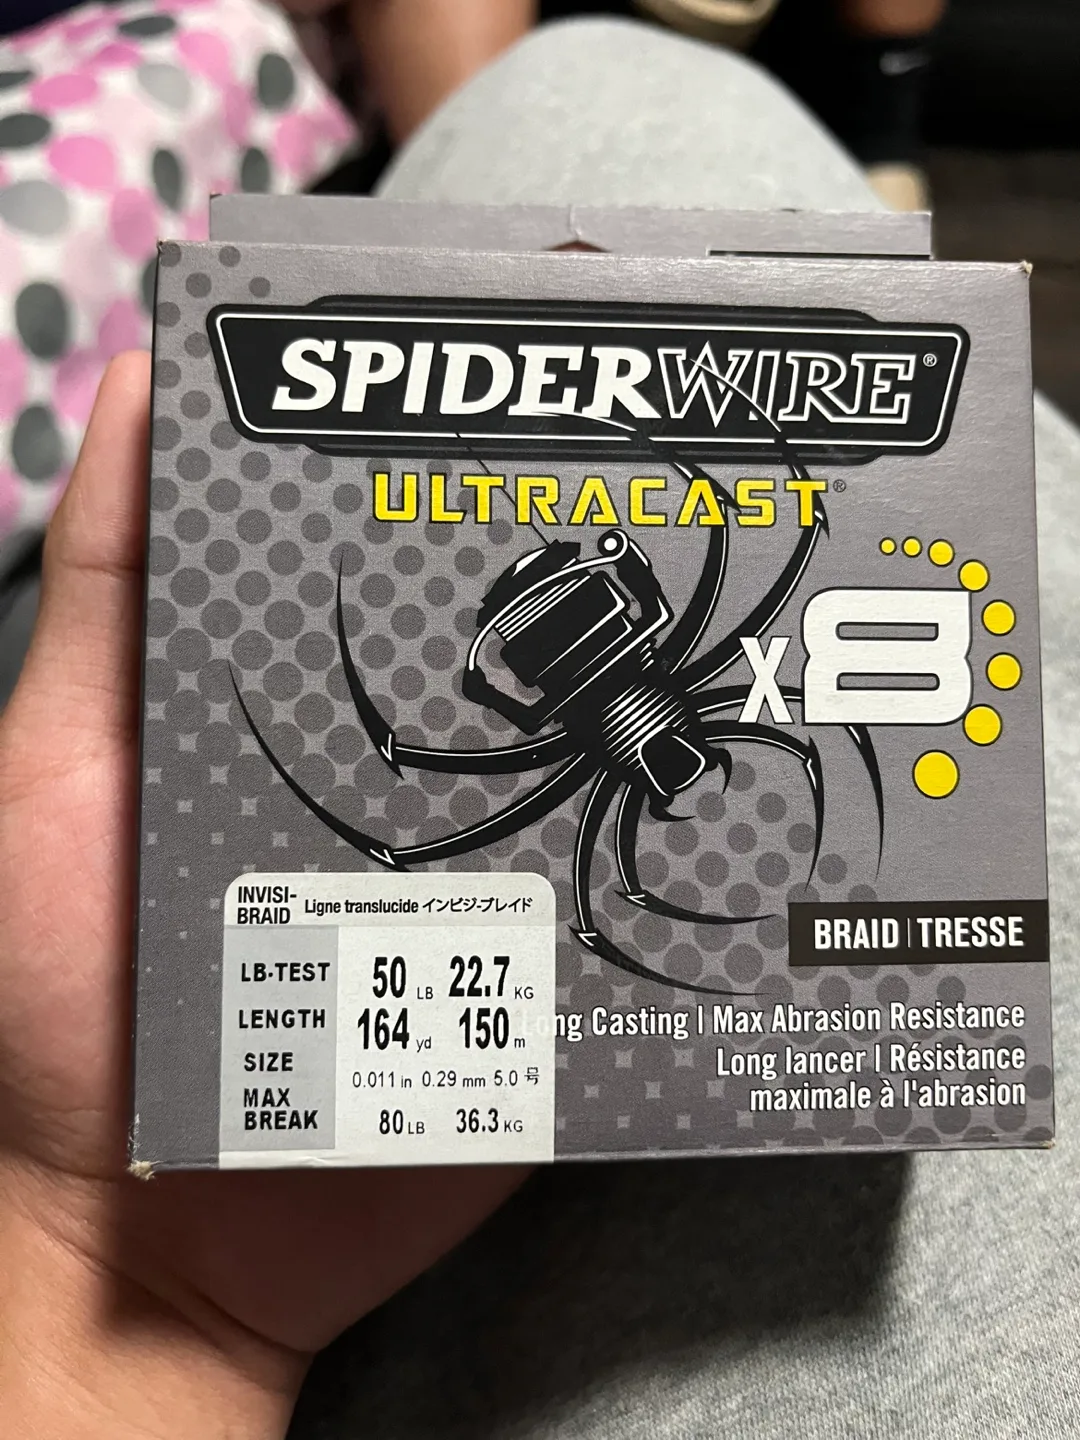 SPIDERWIRE®
ULTRACAST®
x8
INVISI-
BRAID Ligne translucide インビジ-ブレイド
LB-TEST 50 LB 22.7 KG
LENGTH 164 yd 150 m
SIZE 0.011 in 0.29 mm 5.0 号
MAX
BREAK 80 LB 36.3 KG
BRAID | TRESSE
Casting | Max Abrasion Resistance
Long lancer | Résistance
maximale à l'abrasion